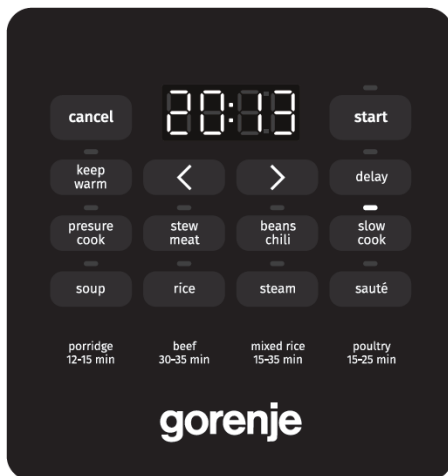 20:13
cancel
start
keep
warm
<
>
delay
presure
cook
stew
meat
beans
chili
slow
cook
soup
rice
steam
sauté
porridge
12-15 min
beef
30-35 min
mixed rice
15-35 min
poultry
15-25 min
gorenje